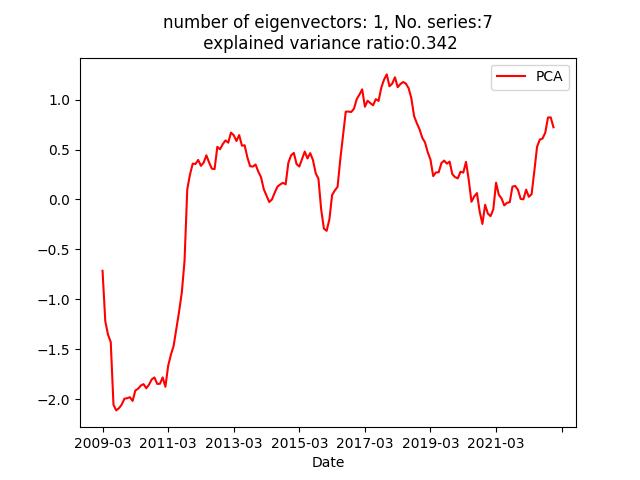 number of eigenvectors: 1, No. series:7
explained variance ratio:0.342
PCA
1.0
0.5
0.0
−0.5
−1.0
−1.5
−2.0
2009-03 2011-03 2013-03 2015-03 2017-03 2019-03 2021-03
Date